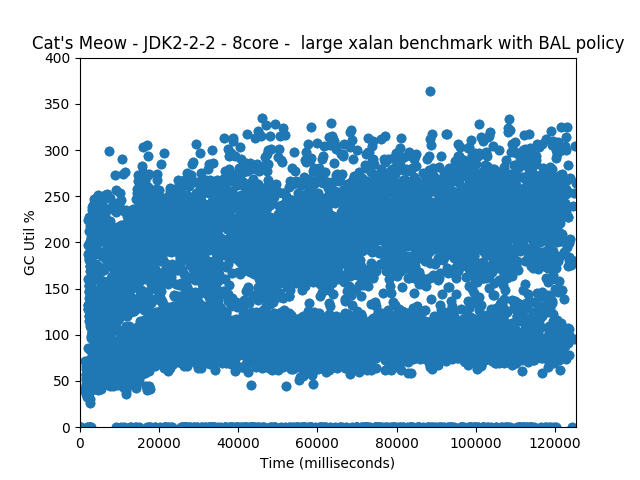 Cat's Meow - JDK2-2-2 - 8core -  large xalan benchmark with BAL policy
400
350
300
250
200
150
100
50
0
GC Util %
0 20000 40000 60000 80000 100000 120000
Time (milliseconds)